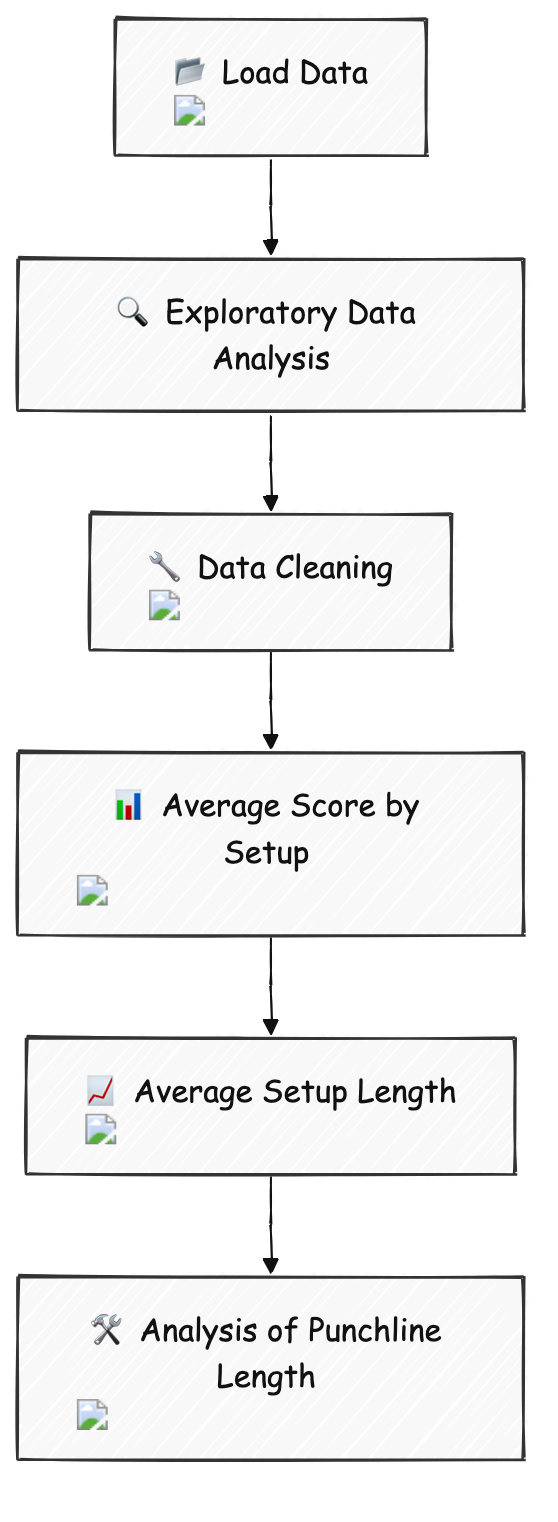 Load Data
Exploratory Data
Analysis
Data Cleaning
Average Score by
Setup
Average Setup Length
Analysis of Punchline
Length